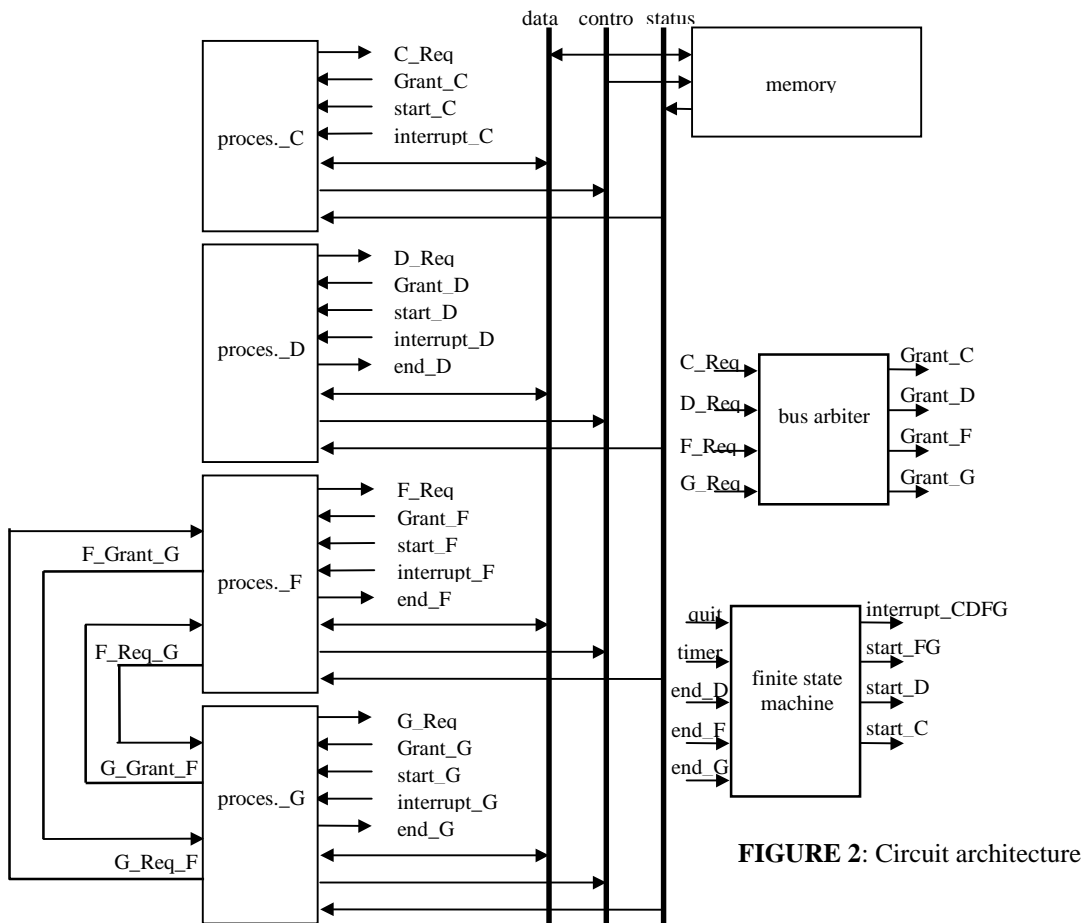 data contro status
memory
proces._C
C_Req
Grant_C
start_C
interrupt_C
proces._D
D_Req
Grant_D
start_D
interrupt_D
end_D
C_Req
D_Req
F_Req
G_Req
bus arbiter
Grant_C
Grant_D
Grant_F
Grant_G
proces._F
F_Req
Grant_F
start_F
interrupt_F
end_F
F_Grant_G
F_Req_G
G_Grant_F
G_Req_F
proces._G
G_Req
Grant_G
start_G
interrupt_G
end_G
quit
timer
end_D
end_F
end_G
finite state
machine
interrupt_CDFG
start_FG
start_D
start_C
FIGURE 2: Circuit architecture